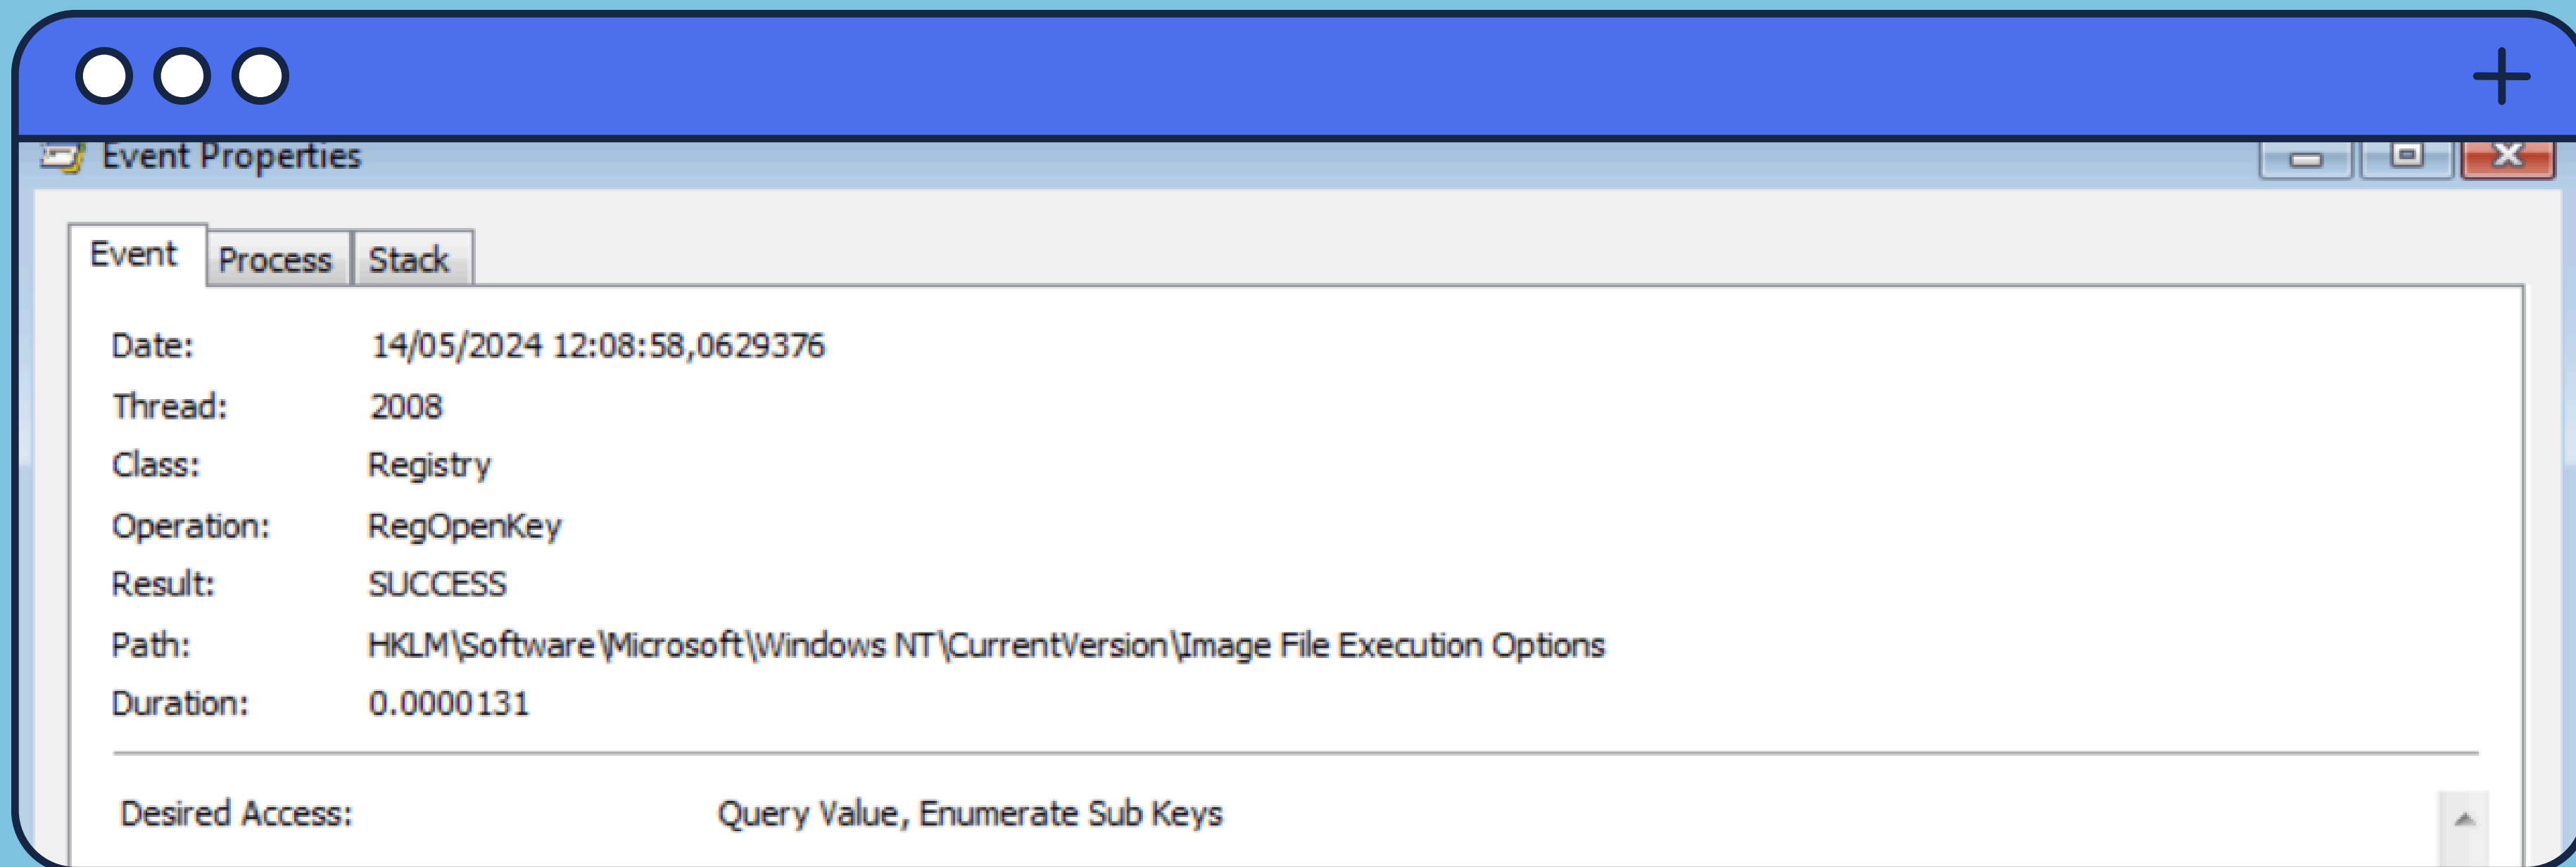 Event Properties
Event Process Stack
Date: 14/05/2024 12:08:58,0629376
Thread: 2008
Class: Registry
Operation: RegOpenKey
Result: SUCCESS
Path: HKLM\Software\Microsoft\Windows NT\CurrentVersion\Image File Execution Options
Duration: 0.0000131
Desired Access: Query Value, Enumerate Sub Keys